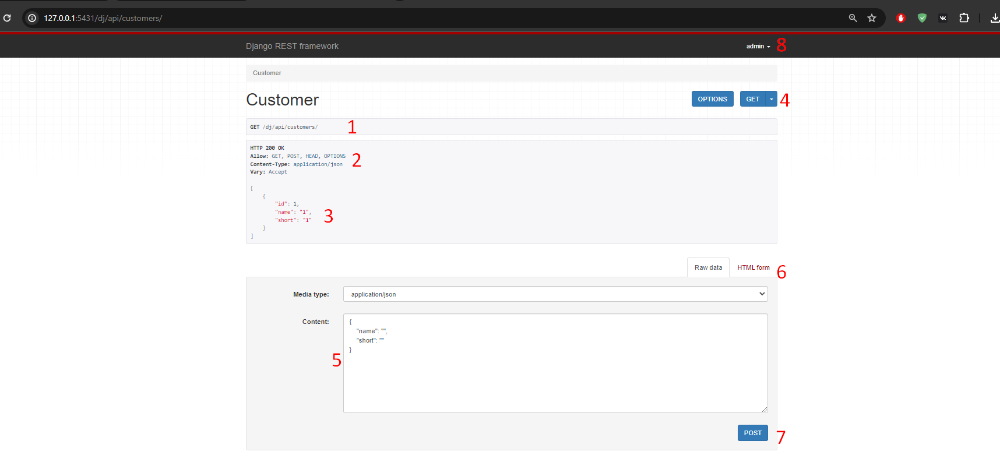 127.0.0.1:5431/dj/api/customers/
Django REST framework
admin
8
Customer
Customer
OPTIONS
GET
4
GET /dj/api/customers/
1
HTTP 200 OK
Allow: GET, POST, HEAD, OPTIONS
2
Content-Type: application/json
Vary: Accept
[
{
"id": 1,
"name": "1",
3
"short": "1"
}
]
Raw data
HTML form
6
Media type:
application/json
Content:
{
"name": "",
"short": ""
}
5
POST
7